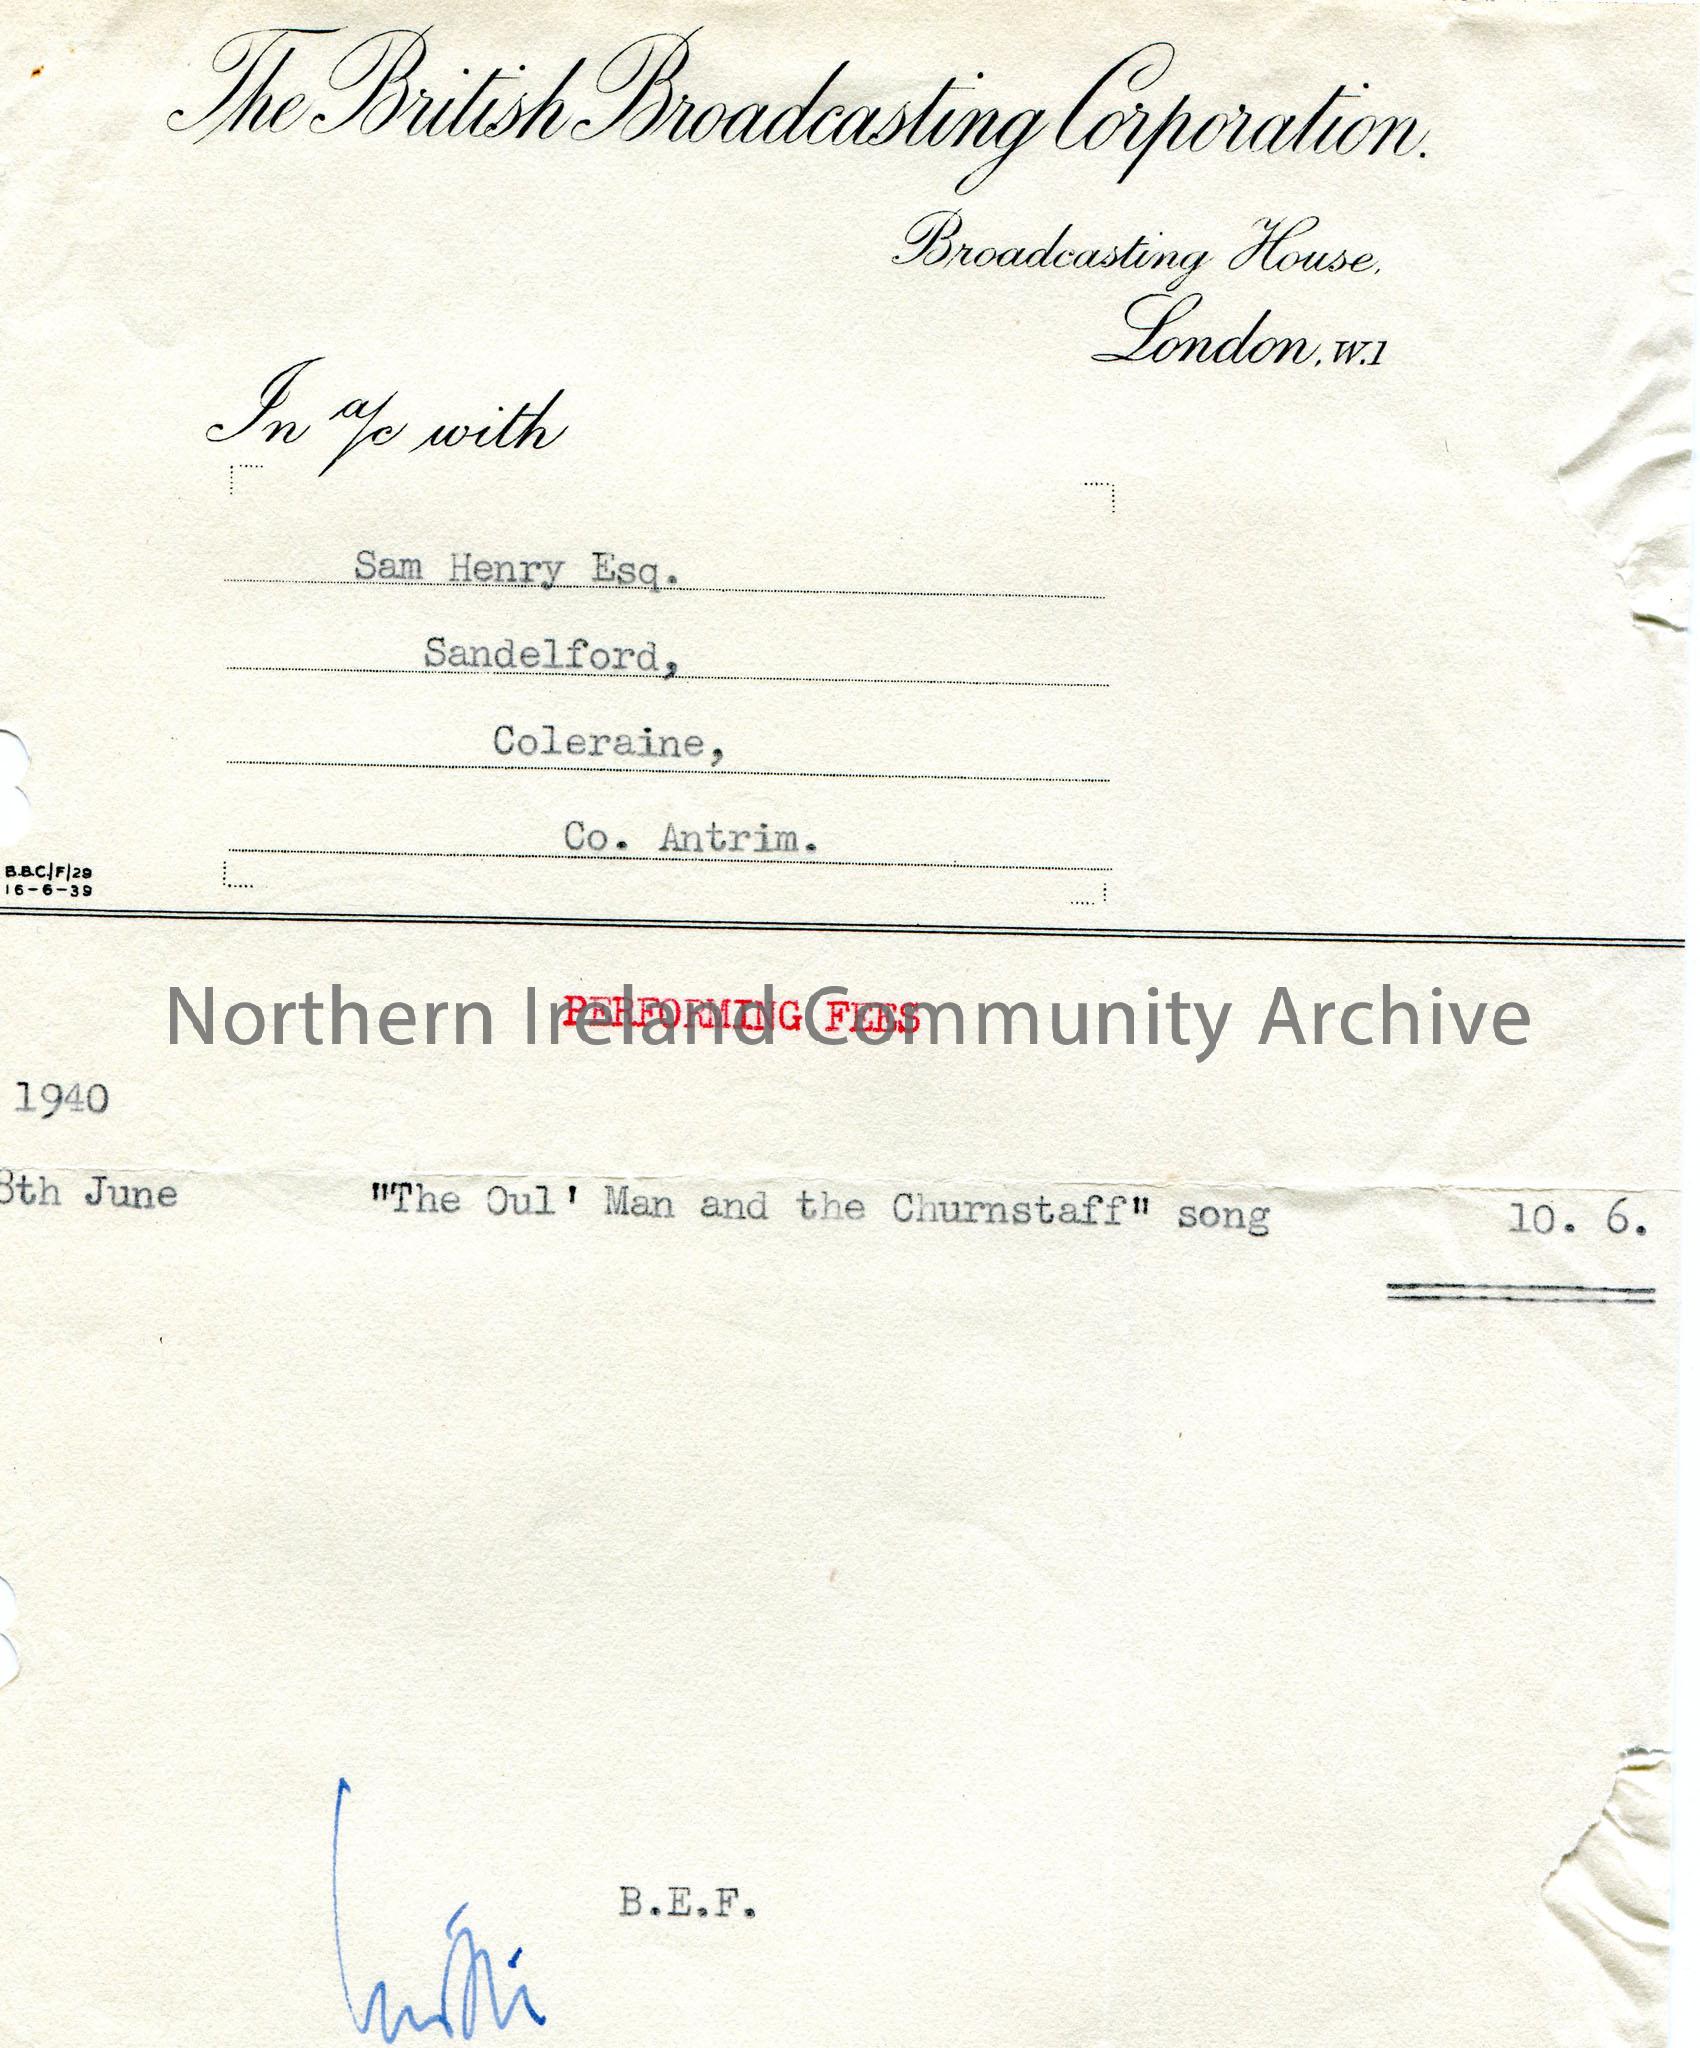 The British Broadcasting Corporation.
Broadcasting House,
London, W.1
In a/c with
Sam Henry Esq.
Sandelford,
Coleraine,
Co. Antrim.
B.B.C/F/29
16-6-39
PERFORMING FEES
Northern Ireland Community Archive
1940
8th June "The Oul' Man and the Churnstaff" song 10. 6.
B.E.F.